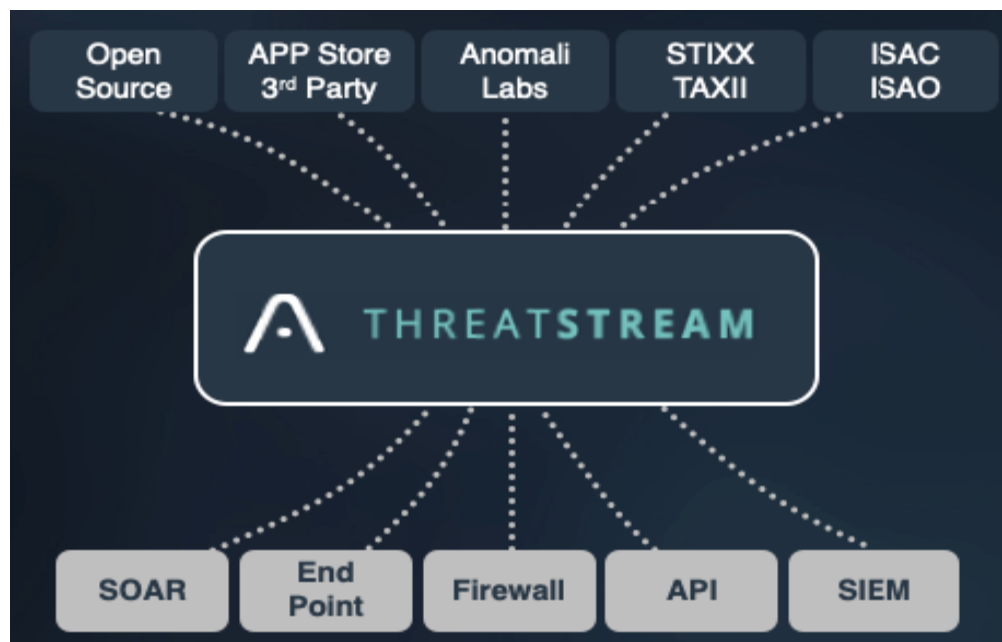 Open
Source
APP Store
3rd Party
Anomali
Labs
STIXX
TAXII
ISAC
ISAO
THREATSTREAM
SOAR
End
Point
Firewall
API
SIEM